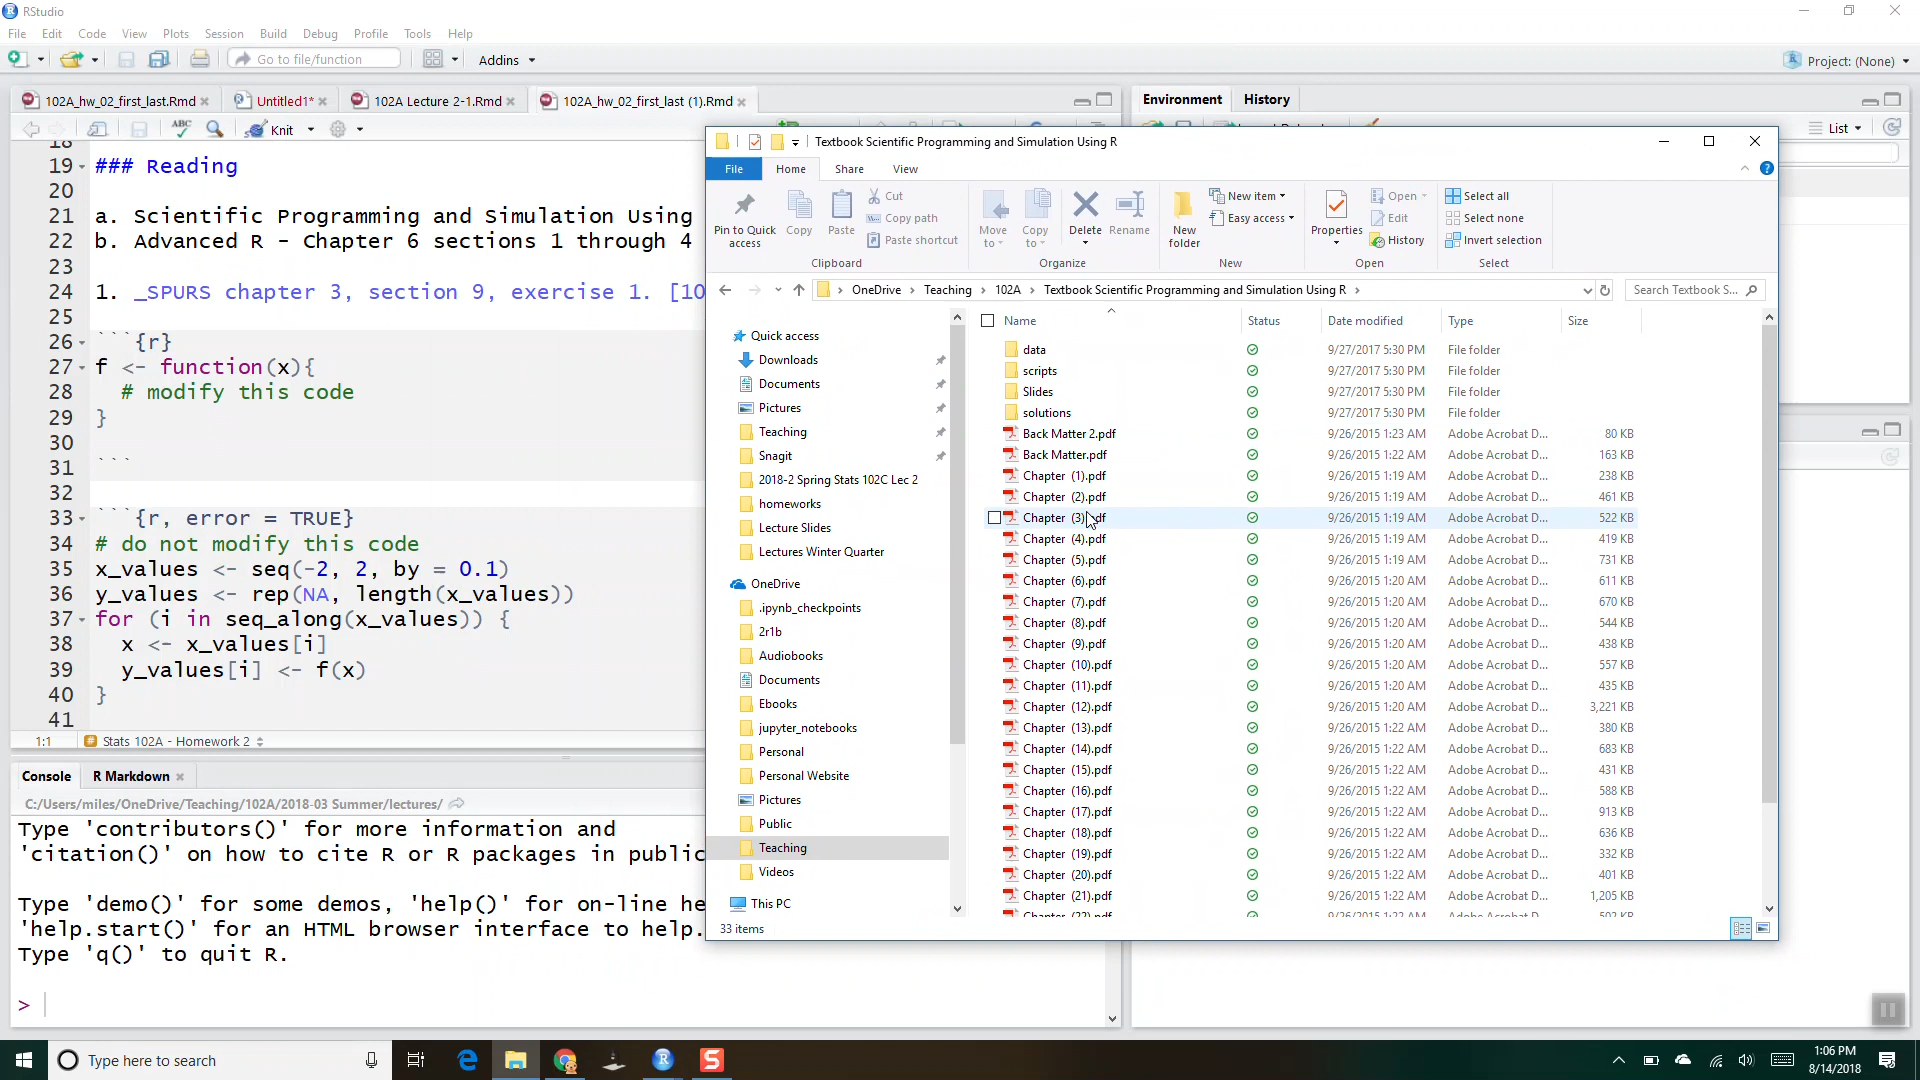 RStudio
File Edit Code View Plots Session Build Debug Profile Tools Help
Go to file/function Addins Project: (None)
102A_hw_02_first_last.Rmd Untitled1* 102A Lecture 2-1.Rmd 102A_hw_02_first_last (1).Rmd
Knit
18
19 ### Reading
20
21 a. Scientific Programming and Simulation Using
22 b. Advanced R - Chapter 6 sections 1 through 4
23
24 1. _SPURS chapter 3, section 9, exercise 1. [10
25
26 ```{r}
27 f <- function(x){
28 # modify this code
29 }
30
31 ```
32
33 ```{r, error = TRUE}
34 # do not modify this code
35 x_values <- seq(-2, 2, by = 0.1)
36 y_values <- rep(NA, length(x_values))
37 for (i in seq_along(x_values)) {
38 x <- x_values[i]
39 y_values[i] <- f(x)
40 }
41
1:1 Stats 102A - Homework 2
Console R Markdown
C:/Users/miles/OneDrive/Teaching/102A/2018-03 Summer/lectures/
Type 'contributors()' for more information and
'citation()' on how to cite R or R packages in public
Type 'demo()' for some demos, 'help()' for on-line he
'help.start()' for an HTML browser interface to help.
Type 'q()' to quit R.
>
Environment History
List
Textbook Scientific Programming and Simulation Using R
File Home Share View
Pin to Quick access
Copy
Paste
Cut
Copy path
Paste shortcut
Clipboard
Move to
Copy to
Delete
Rename
Organize
New folder
New item
Easy access
New
Properties
Open
Edit
History
Open
Select all
Select none
Invert selection
Select
OneDrive > Teaching > 102A > Textbook Scientific Programming and Simulation Using R >
Search Textbook S...
Quick access
Downloads
Documents
Pictures
Teaching
Snagit
2018-2 Spring Stats 102C Lec 2
homeworks
Lecture Slides
Lectures Winter Quarter
OneDrive
.ipynb_checkpoints
2r1b
Audiobooks
Documents
Ebooks
jupyter_notebooks
Personal
Personal Website
Pictures
Public
Teaching
Videos
This PC
Name Status Date modified Type Size
data 9/27/2017 5:30 PM File folder
scripts 9/27/2017 5:30 PM File folder
Slides 9/27/2017 5:30 PM File folder
solutions 9/27/2017 5:30 PM File folder
Back Matter 2.pdf 9/26/2015 1:23 AM Adobe Acrobat D... 80 KB
Back Matter.pdf 9/26/2015 1:22 AM Adobe Acrobat D... 163 KB
Chapter (1).pdf 9/26/2015 1:19 AM Adobe Acrobat D... 238 KB
Chapter (2).pdf 9/26/2015 1:19 AM Adobe Acrobat D... 461 KB
Chapter (3).pdf 9/26/2015 1:19 AM Adobe Acrobat D... 522 KB
Chapter (4).pdf 9/26/2015 1:19 AM Adobe Acrobat D... 419 KB
Chapter (5).pdf 9/26/2015 1:19 AM Adobe Acrobat D... 731 KB
Chapter (6).pdf 9/26/2015 1:20 AM Adobe Acrobat D... 611 KB
Chapter (7).pdf 9/26/2015 1:20 AM Adobe Acrobat D... 670 KB
Chapter (8).pdf 9/26/2015 1:20 AM Adobe Acrobat D... 544 KB
Chapter (9).pdf 9/26/2015 1:20 AM Adobe Acrobat D... 438 KB
Chapter (10).pdf 9/26/2015 1:20 AM Adobe Acrobat D... 557 KB
Chapter (11).pdf 9/26/2015 1:20 AM Adobe Acrobat D... 435 KB
Chapter (12).pdf 9/26/2015 1:20 AM Adobe Acrobat D... 3,221 KB
Chapter (13).pdf 9/26/2015 1:22 AM Adobe Acrobat D... 380 KB
Chapter (14).pdf 9/26/2015 1:22 AM Adobe Acrobat D... 683 KB
Chapter (15).pdf 9/26/2015 1:22 AM Adobe Acrobat D... 431 KB
Chapter (16).pdf 9/26/2015 1:22 AM Adobe Acrobat D... 588 KB
Chapter (17).pdf 9/26/2015 1:22 AM Adobe Acrobat D... 913 KB
Chapter (18).pdf 9/26/2015 1:22 AM Adobe Acrobat D... 636 KB
Chapter (19).pdf 9/26/2015 1:22 AM Adobe Acrobat D... 332 KB
Chapter (20).pdf 9/26/2015 1:22 AM Adobe Acrobat D... 401 KB
Chapter (21).pdf 9/26/2015 1:22 AM Adobe Acrobat D... 1,205 KB
Chapter (22).pdf 9/26/2015 1:22 AM Adobe Acrobat D... 502 KB
33 items
Type here to search
1:06 PM
8/14/2018